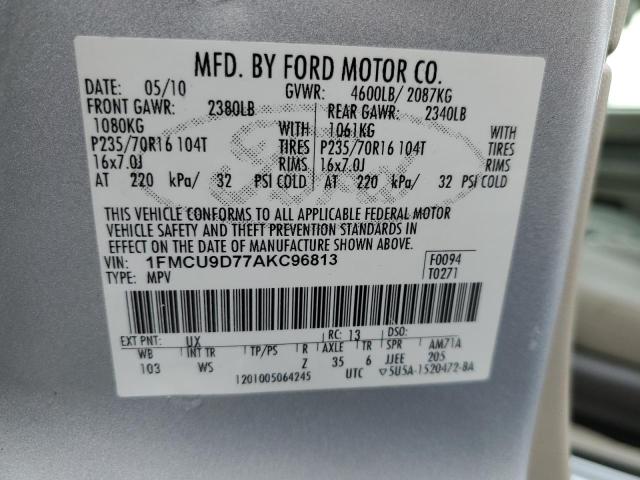 MFD. BY FORD MOTOR CO.
DATE: 05/10 GVWR: 4600LB/ 2087KG
FRONT GAWR: 2380LB REAR GAWR: 2340LB
1080KG WITH 1061KG WITH
P235/70R16 104T TIRES P235/70R16 104T TIRES
16x7.0J RIMS 16x7.0J RIMS
AT 220 kPa/ 32 PSI COLD AT 220 kPa/ 32 PSI COLD
THIS VEHICLE CONFORMS TO ALL APPLICABLE FEDERAL MOTOR
VEHICLE SAFETY AND THEFT PREVENTION STANDARDS IN
EFFECT ON THE DATE OF MANUFACTURE SHOWN ABOVE.
VIN: 1FMCU9D77AKC96813 F0094
TYPE: MPV T0271
EXT PNT: UX RC: 13 DSO:
WB INT TR TP/PS R AXLE TR SPR AM71A
103 WS Z 35 6 JJEE 205
1201005064245 UTC ▽5U5A-1520472-BA